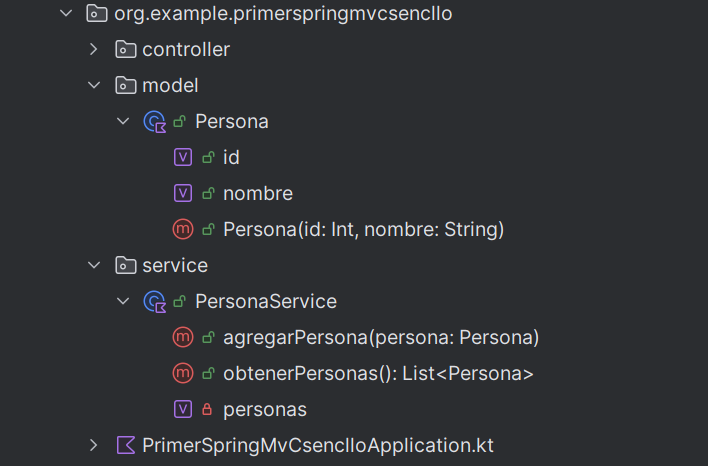 org.example.primerspringmvcsencllo
controller
model
Persona
id
nombre
Persona(id: Int, nombre: String)
service
PersonaService
agregarPersona(persona: Persona)
obtenerPersonas(): List<Persona>
personas
PrimerSpringMvCsenclloApplication.kt